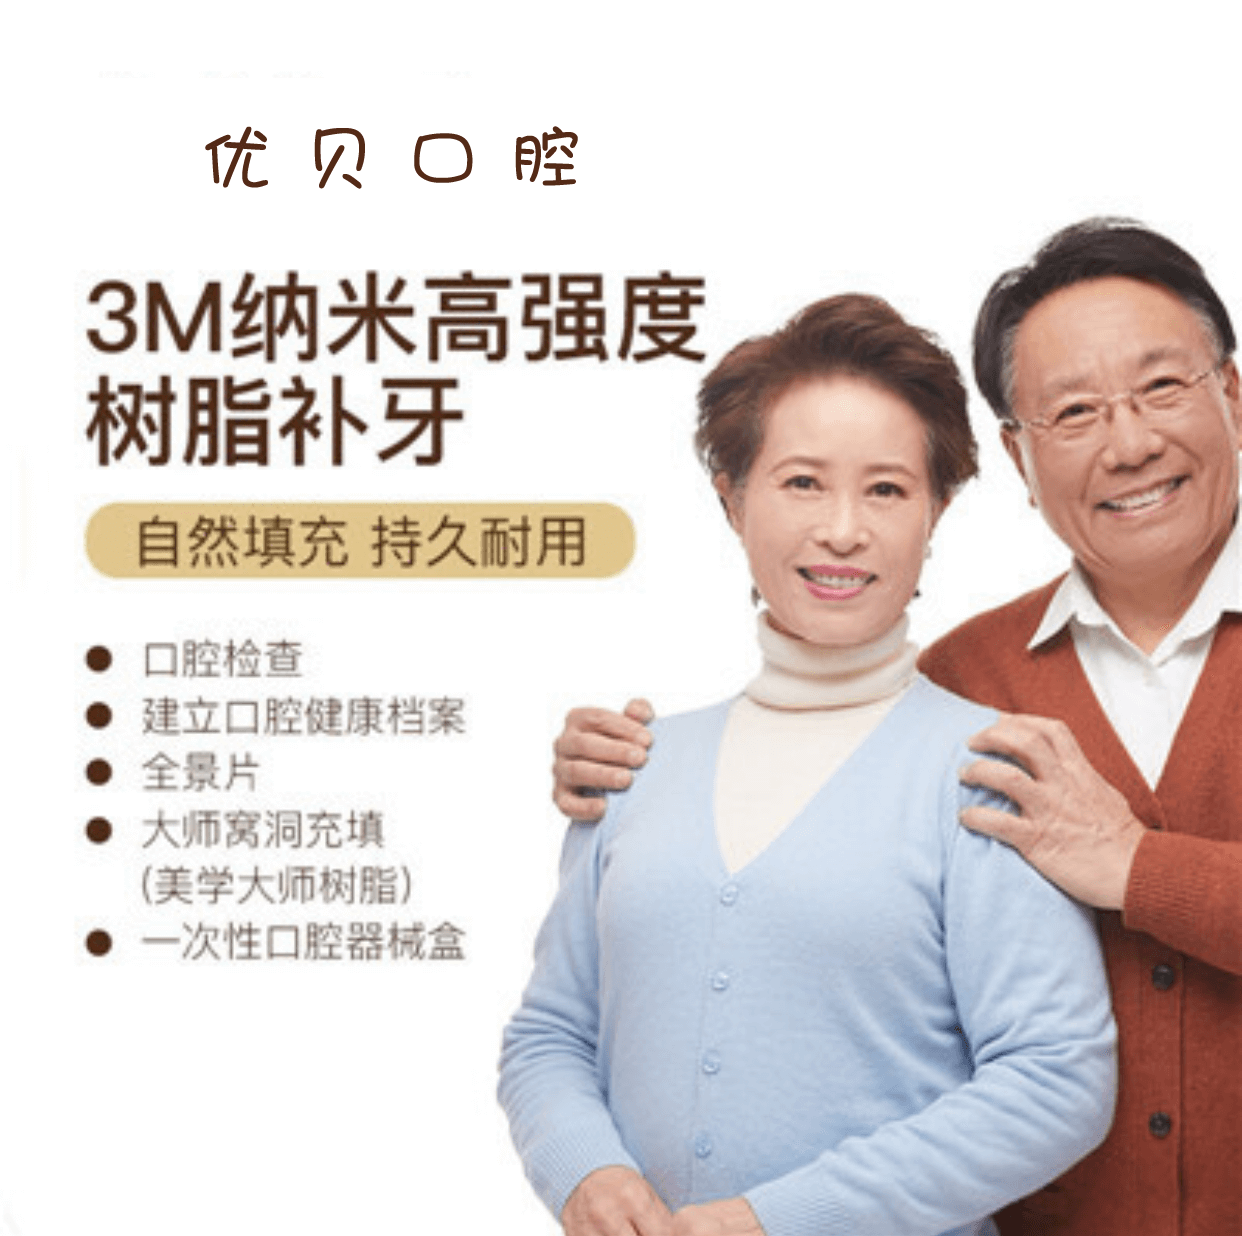 优贝口腔
3M纳米高强度
树脂补牙
自然填充 持久耐用
口腔检查
建立口腔健康档案
全景片
大师窝洞充填
(美学大师树脂)
一次性口腔器械盒